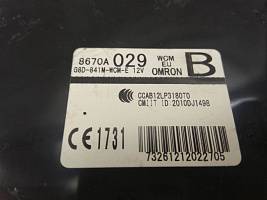 8670A 029 WCM EU B
G8D-841M-WCM-E 12V OMRON
CCAB12LP3180T0
CMIIT ID:2010DJ1498
CE1731
73261212022705